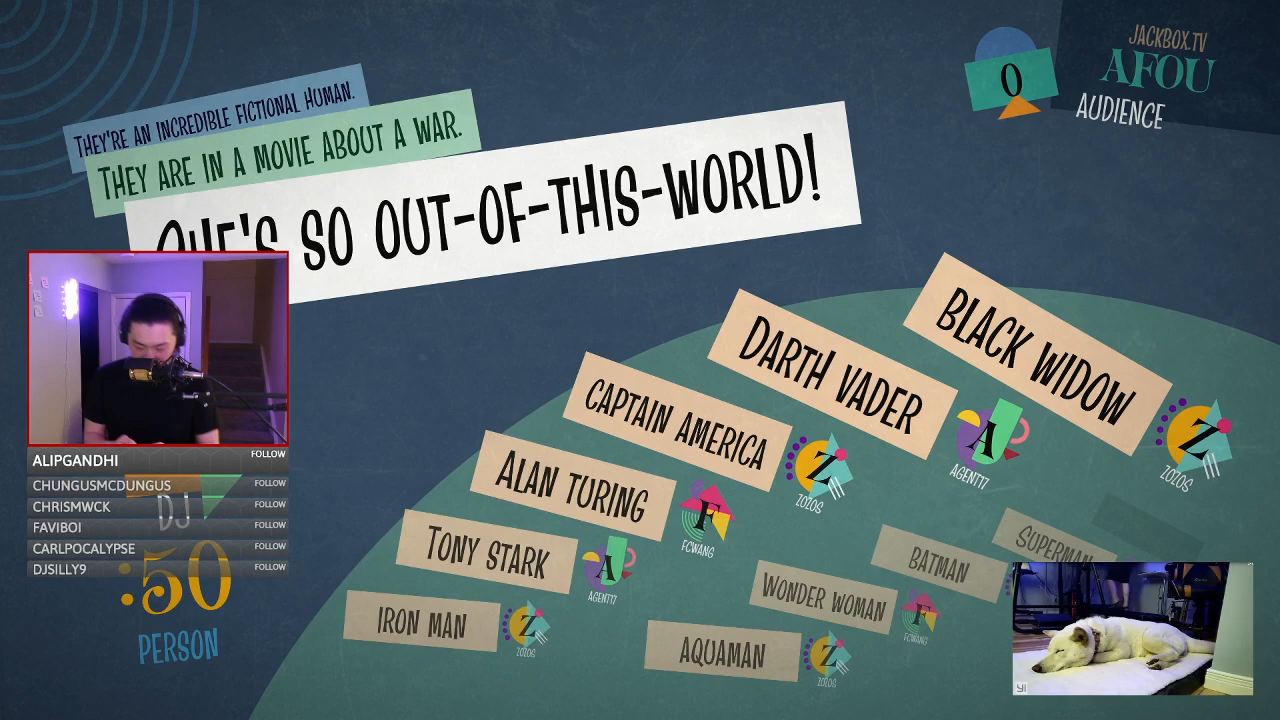 THEY'RE AN INCREDIBLE FICTIONAL HUMAN.
THEY ARE IN A MOVIE ABOUT A WAR.
SO OUT-OF-THIS-WORLD!
0
JACKBOX.TV
AFOU
AUDIENCE
BLACK WIDOW
Z
ZOZOS
DARTH VADER
A
AGENT17
CAPTAIN AMERICA
Z
ZOZOS
ALAN TURING
F
FCWANG
TONY STARK
A
AGENT17
IRON MAN
Z
ZOZOS
SUPERMAN
BATMAN
WONDER WOMAN
F
FCWANG
AQUAMAN
Z
ZOZOS
ALIPGANDHI FOLLOW
CHUNGUSMCDUNGUS FOLLOW
CHRISMWCK FOLLOW
FAVIBOI FOLLOW
CARLPOCALYPSE FOLLOW
DJSILLY9 FOLLOW
DJ
:50
PERSON
YI